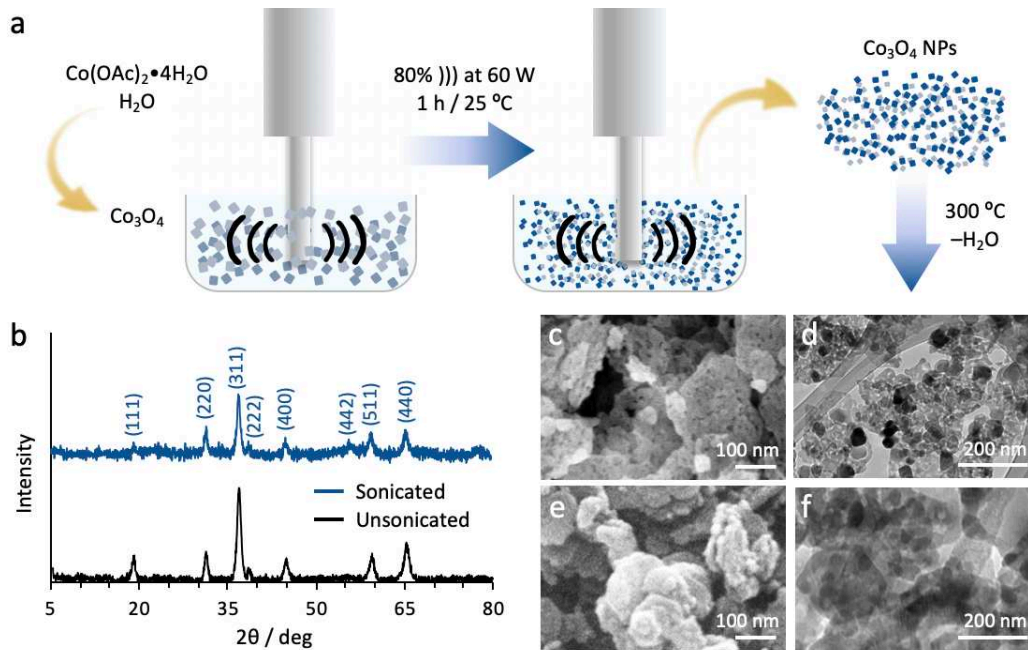 a
Co(OAc)₂•4H₂O
H₂O
Co₃O₄
80% ))) at 60 W
1 h / 25 ⁰C
Co₃O₄ NPs
300 ⁰C
–H₂O
b
(111)
(220)
(311)
(222)
(400)
(442)
(511)
(440)
Intensity
Sonicated
Unsonicated
5 20 35 50 65 80
2θ / deg
c
100 nm
d
200 nm
e
100 nm
f
200 nm